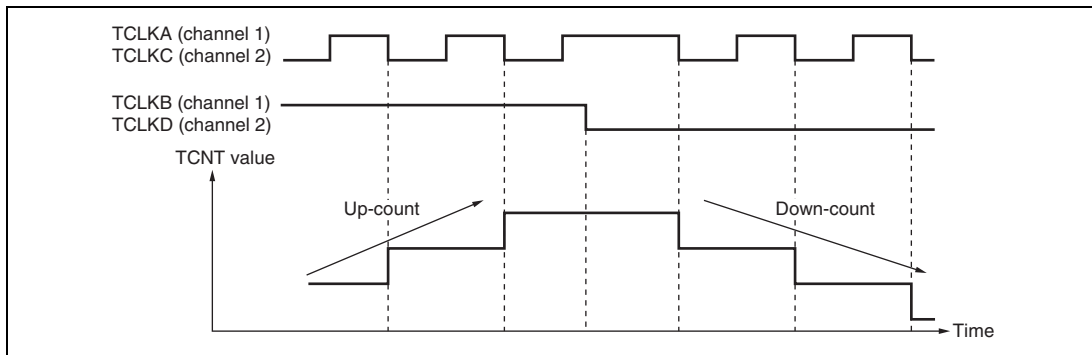 TCLKA (channel 1)
TCLKC (channel 2)
TCLKB (channel 1)
TCLKD (channel 2)
TCNT value
Up-count
Down-count
Time